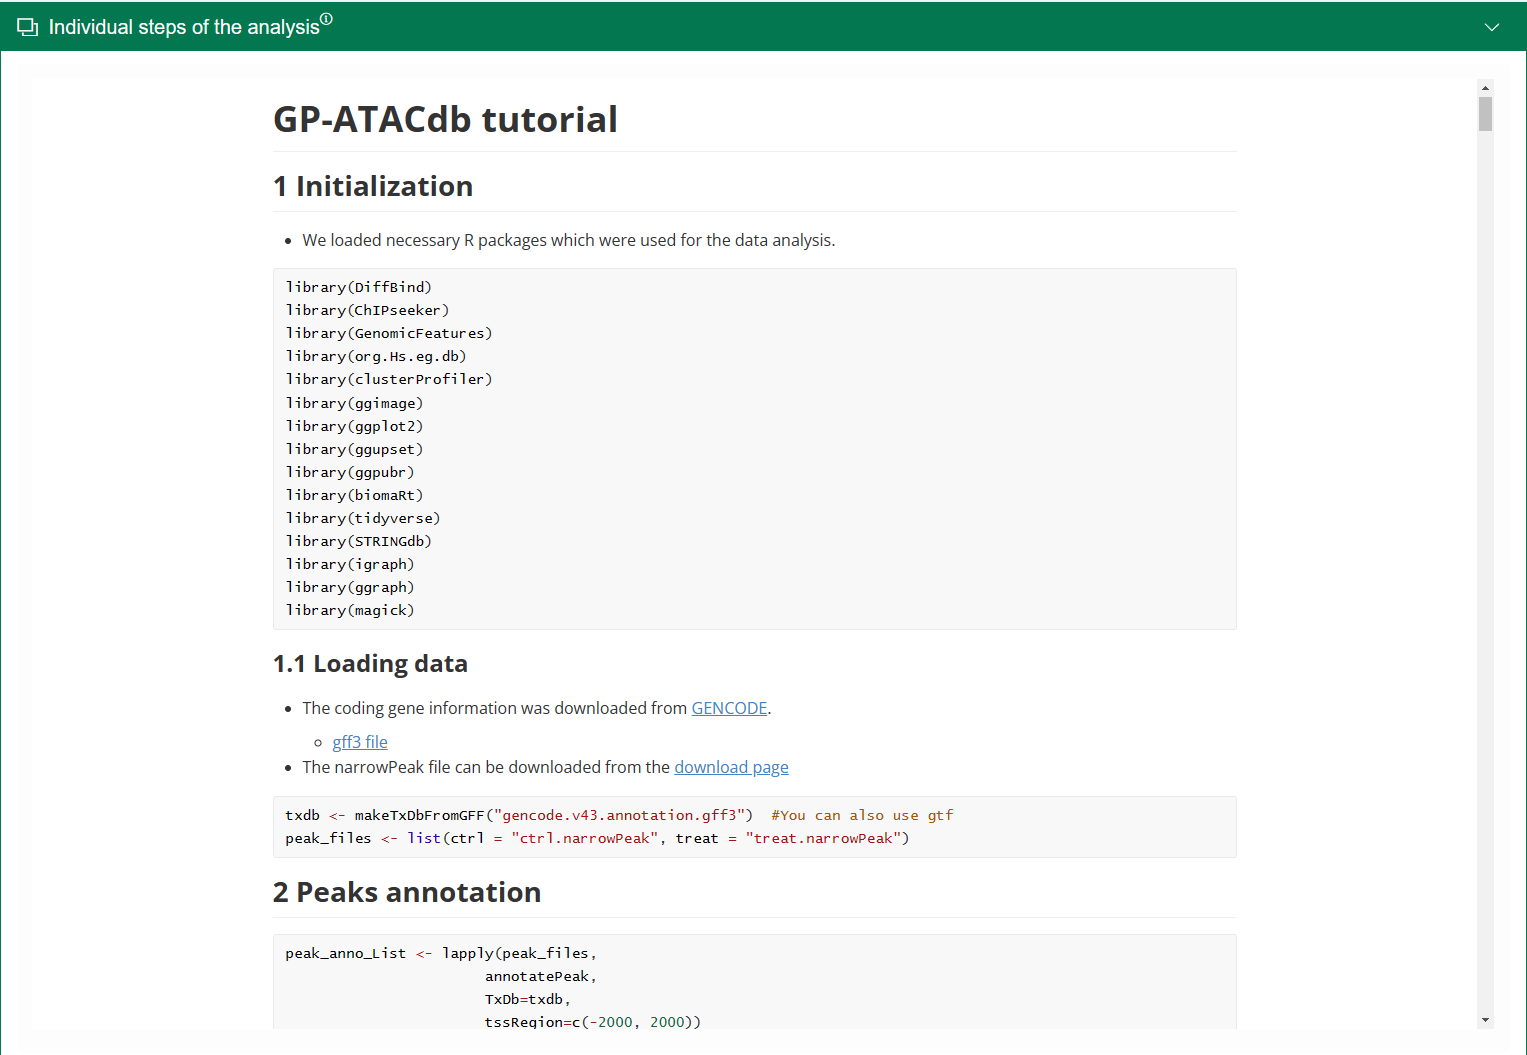 Individual steps of the analysis
GP-ATACdb tutorial
1 Initialization
• We loaded necessary R packages which were used for the data analysis.
library(DiffBind)
library(ChIPseeker)
library(GenomicFeatures)
library(org.Hs.eg.db)
library(clusterProfiler)
library(ggimage)
library(ggplot2)
library(ggupset)
library(ggpubr)
library(biomaRt)
library(tidyverse)
library(STRINGdb)
library(igraph)
library(ggraph)
library(magick)
1.1 Loading data
• The coding gene information was downloaded from GENCODE.
◦ gff3 file
• The narrowPeak file can be downloaded from the download page
txdb <- makeTxDbFromGFF("gencode.v43.annotation.gff3")  #You can also use gtf
peak_files <- list(ctrl = "ctrl.narrowPeak", treat = "treat.narrowPeak")
2 Peaks annotation
peak_anno_List <- lapply(peak_files,
annotatePeak,
TxDb=txdb,
tssRegion=c(-2000, 2000))